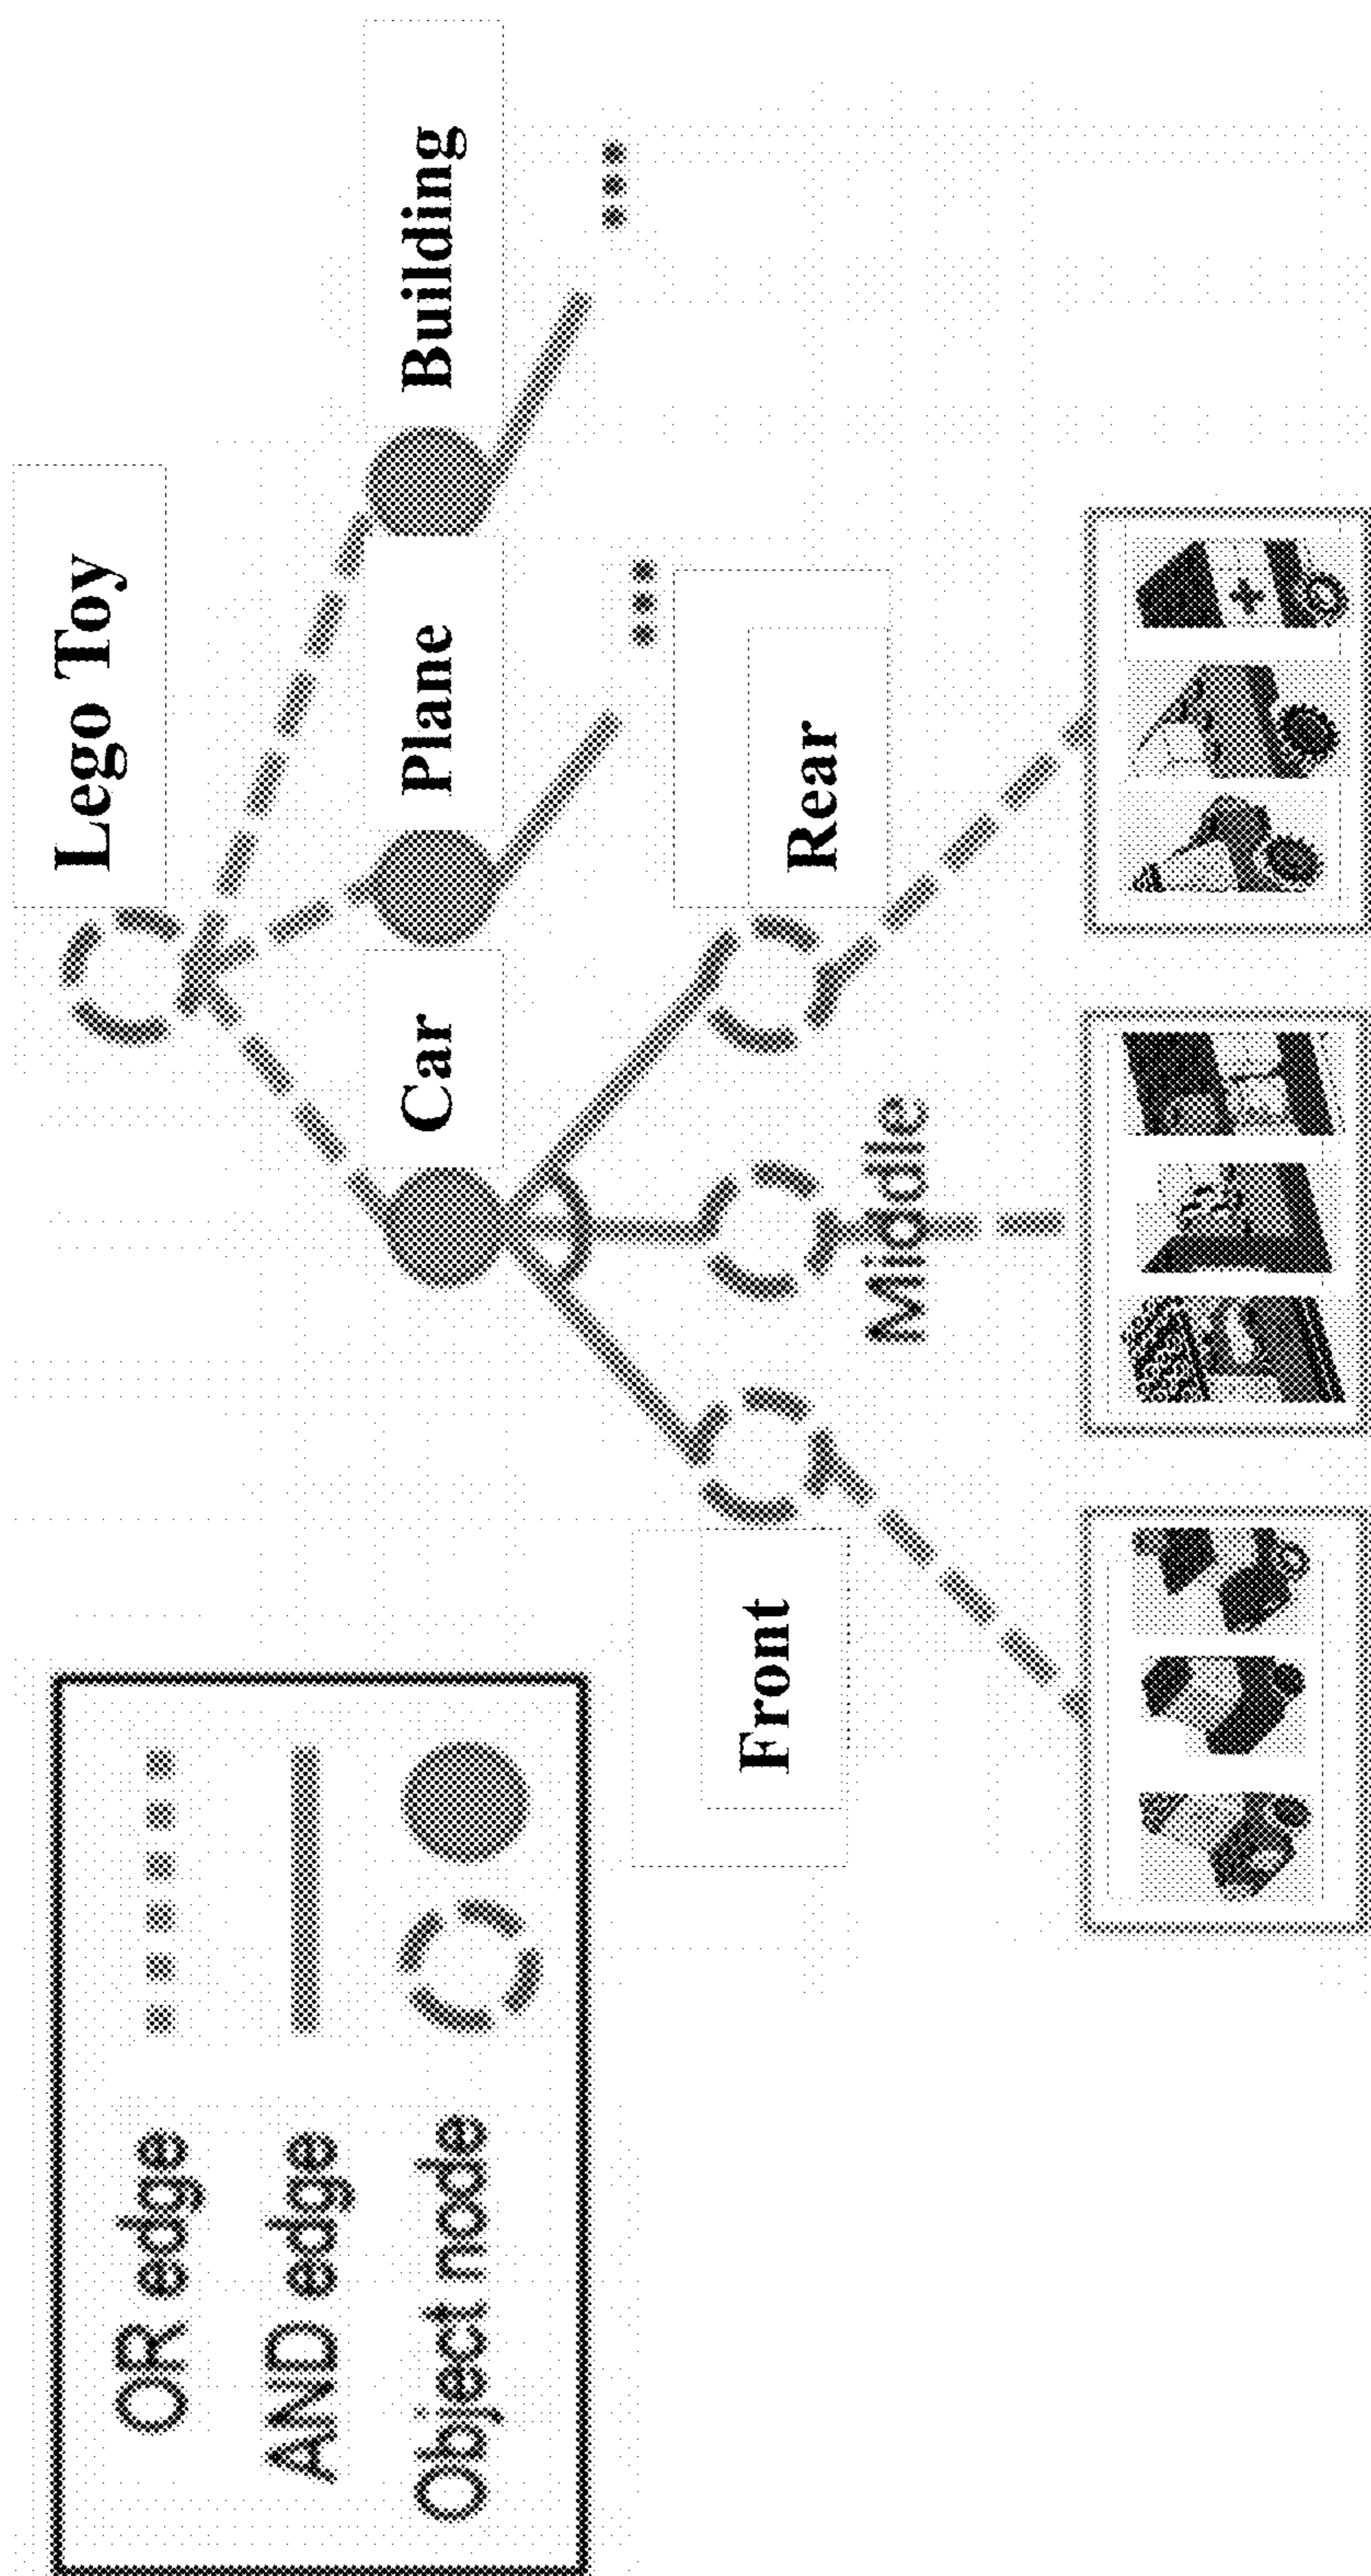 OR edge
AND edge
Object node
Lego Toy
Car
Plane
Building
Front
Middle
Rear